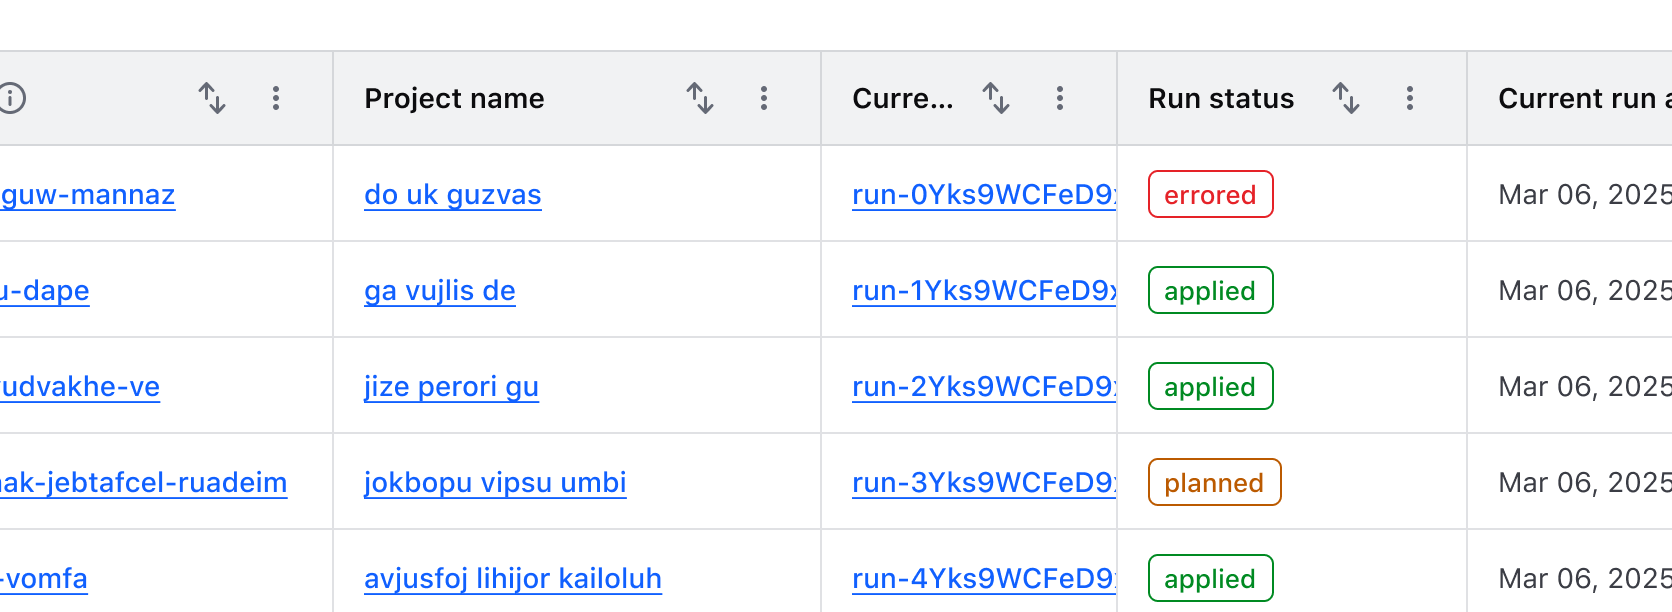 Project name Curre... Run status Current run
guw-mannaz do uk guzvas run-0Yks9WCFeD9 errored Mar 06, 2025
u-dape ga vujlis de run-1Yks9WCFeD9x applied Mar 06, 2025
udvakhe-ve jize perori gu run-2Yks9WCFeD9 applied Mar 06, 2025
ak-jebtafcel-ruadeim jokbopu vipsu umbi run-3Yks9WCFeD9 planned Mar 06, 2025
-vomfa avjusfoj lihijor kailoluh run-4Yks9WCFeD9 applied Mar 06, 2025